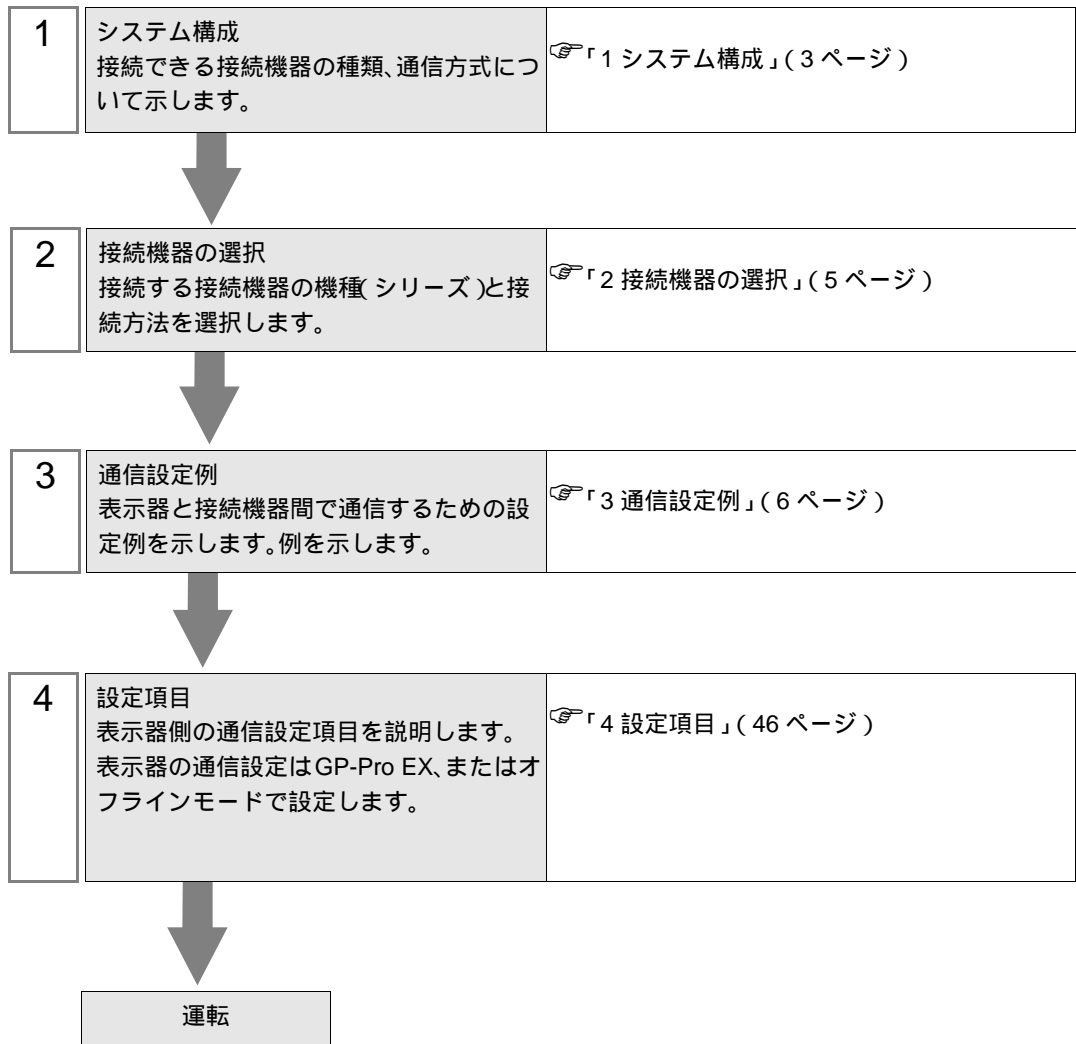 1
システム構成
接続できる接続機器の種類、通信方式につ
いて示します。
☞「1 システム構成」(3 ページ)
2
接続機器の選択
接続する接続機器の機種(シリーズ)と接
続方法を選択します。
☞「2 接続機器の選択」(5 ページ)
3
通信設定例
表示器と接続機器間で通信するための設
定例を示します。例を示します。
☞「3 通信設定例」(6 ページ)
4
設定項目
表示器側の通信設定項目を説明します。
表示器の通信設定はGP-Pro EX、またはオ
フラインモードで設定します。
☞「4 設定項目」(46 ページ)
運転